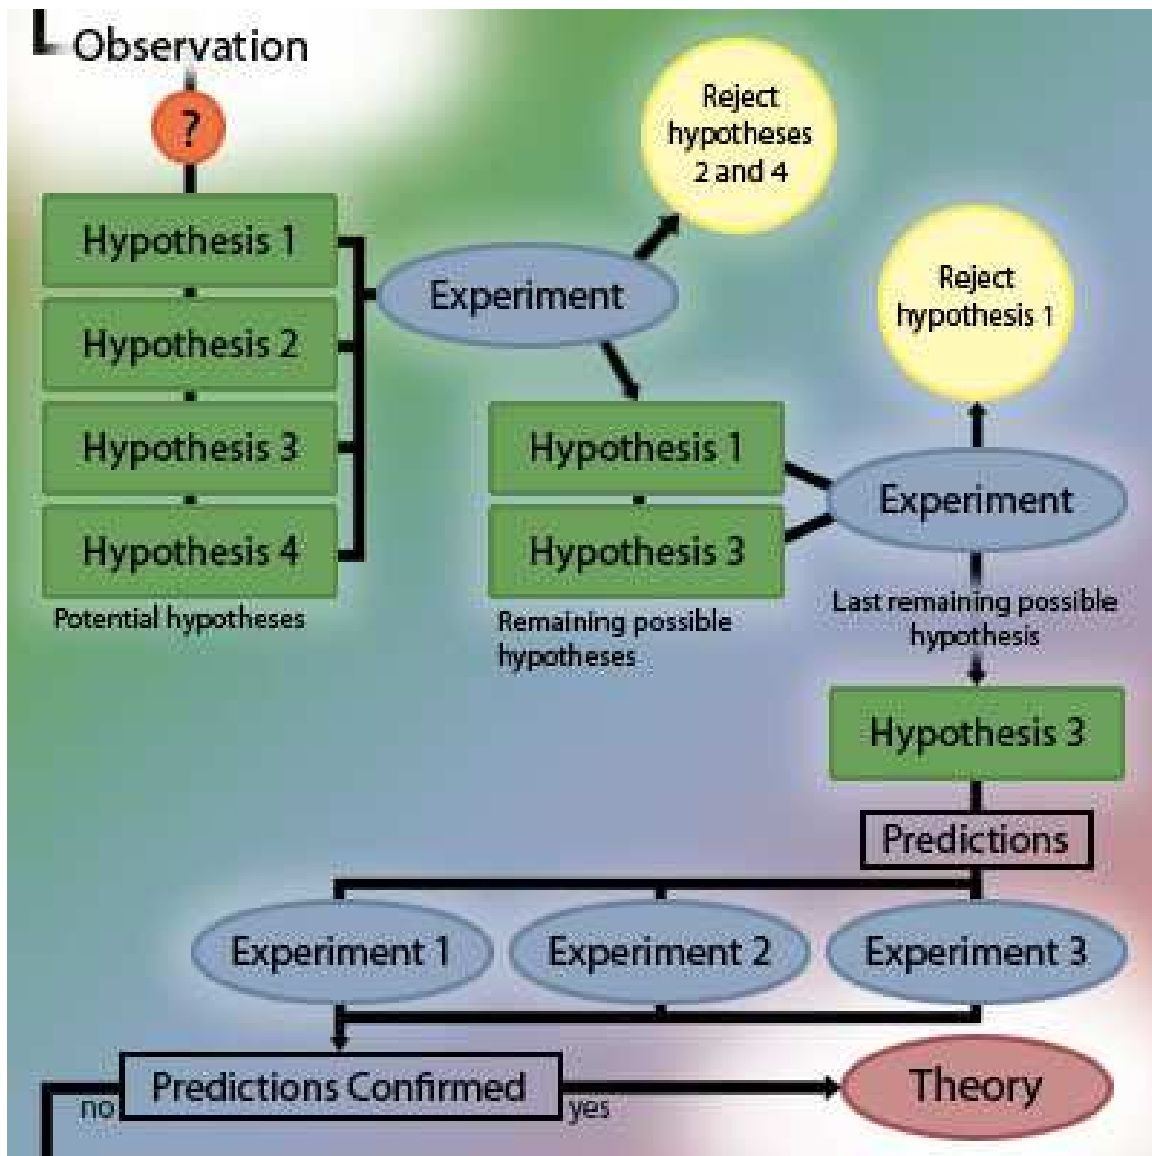 Observation
?
Hypothesis 1
Hypothesis 2
Hypothesis 3
Hypothesis 4
Potential hypotheses
Experiment
Reject
hypotheses
2 and 4
Hypothesis 1
Hypothesis 3
Remaining possible
hypotheses
Experiment
Reject
hypothesis 1
Last remaining possible
hypothesis
Hypothesis 3
Predictions
Experiment 1
Experiment 2
Experiment 3
Predictions Confirmed
no
yes
Theory